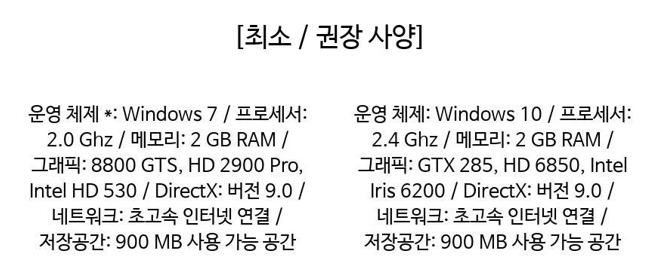 [최소 / 권장 사양]
운영 체제 *: Windows 7 / 프로세서:
2.0 Ghz / 메모리: 2 GB RAM /
그래픽: 8800 GTS, HD 2900 Pro,
Intel HD 530 / DirectX: 버전 9.0 /
네트워크: 초고속 인터넷 연결 /
저장공간: 900 MB 사용 가능 공간
운영 체제: Windows 10 / 프로세서:
2.4 Ghz / 메모리: 2 GB RAM /
그래픽: GTX 285, HD 6850, Intel
Iris 6200 / DirectX: 버전 9.0 /
네트워크: 초고속 인터넷 연결 /
저장공간: 900 MB 사용 가능 공간